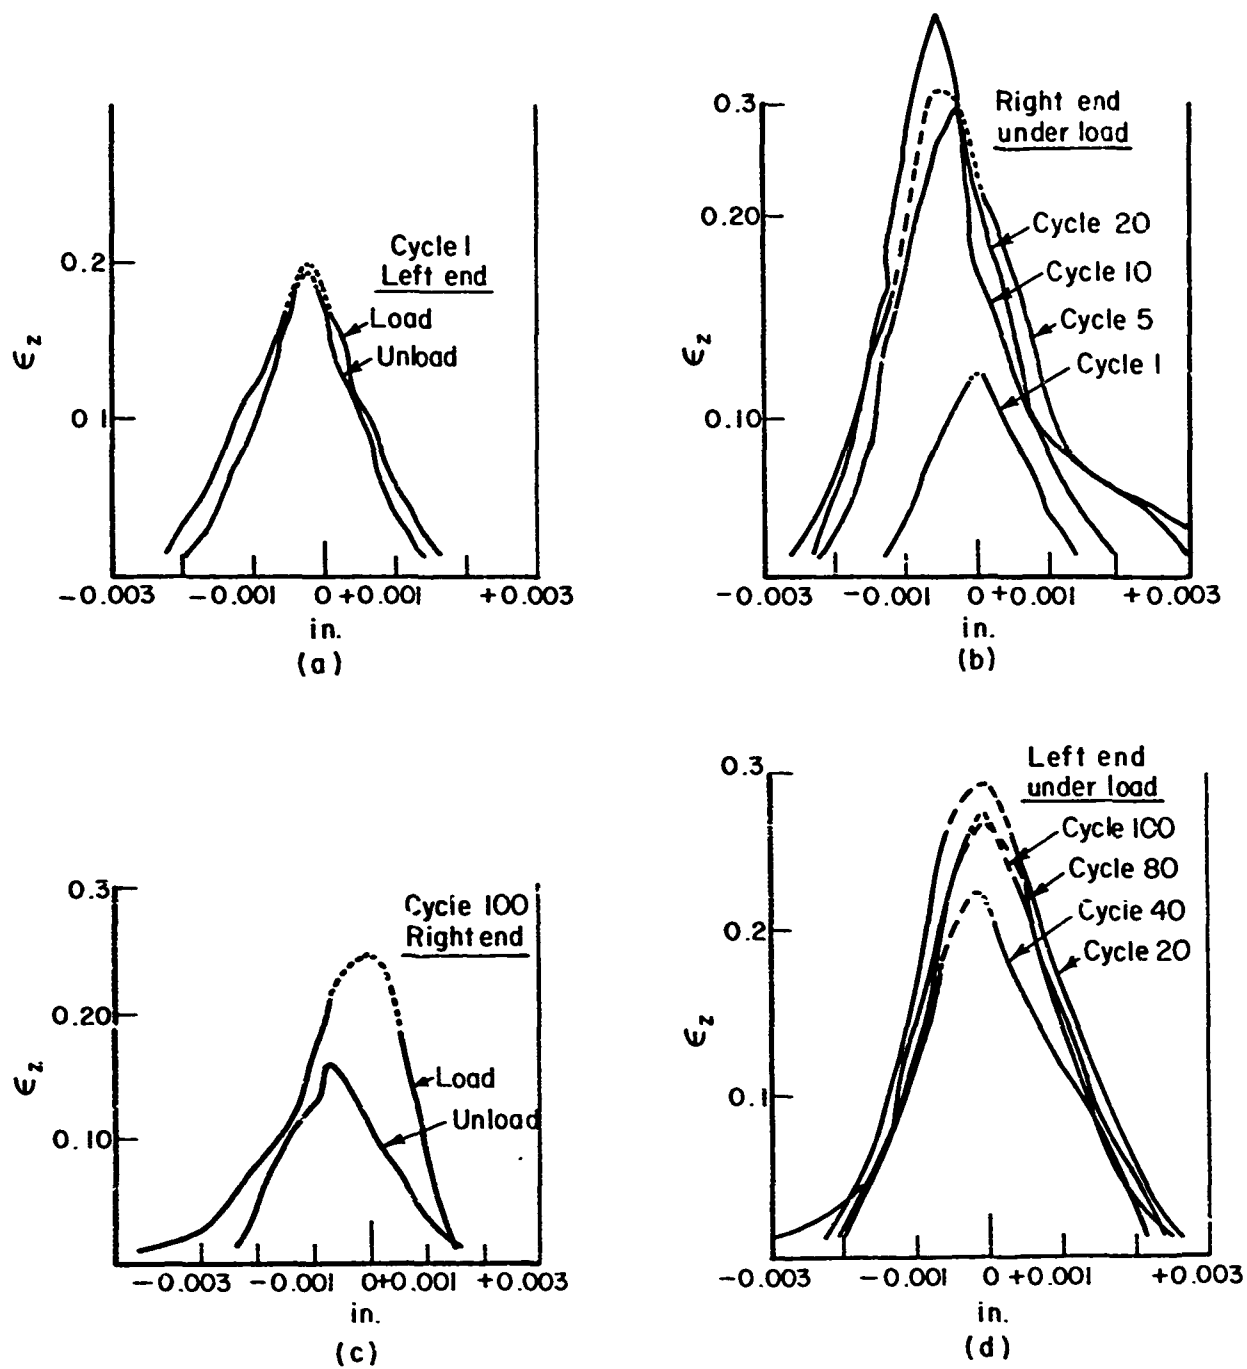 Cycle 1
Left end
Load
Unload
0.2
0 1
ϵz
-0.003 -0.001 0 +0.001 +0.003
in.
(a)
Right end
under load
0.3
0.20
0.10
Cycle 20
Cycle 10
Cycle 5
Cycle 1
ϵz
-0.003 -0.001 0 +0.001 +0.003
in.
(b)
Cycle 100
Right end
0.3
0.20
0.10
Load
Unload
ϵz
-0.003 -0.001 0 +0.001 +0.003
in.
(c)
Left end
under load
0.3
0.2
0.1
Cycle 100
Cycle 80
Cycle 40
Cycle 20
ϵz
-0.003 -0.001 0 +0.001 +0.003
in.
(d)